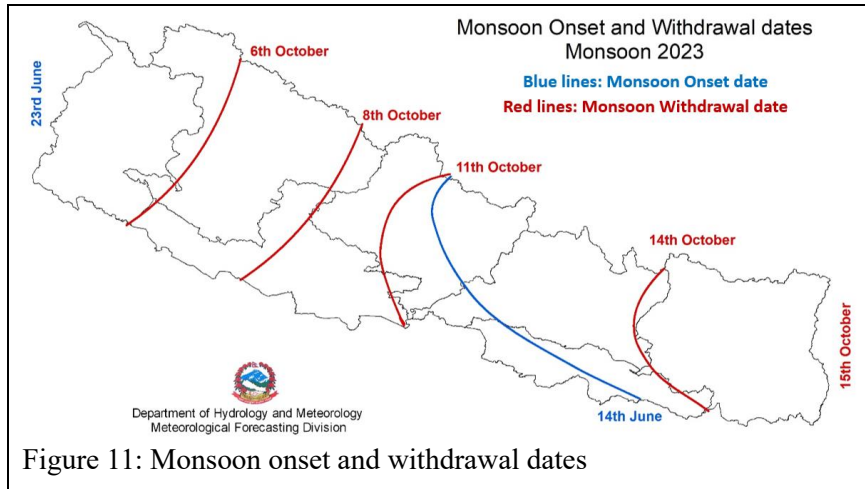 Monsoon Onset and Withdrawal dates
Monsoon 2023
Blue lines: Monsoon Onset date
Red lines: Monsoon Withdrawal date
23rd June
6th October
8th October
11th October
14th October
15th October
14th June
Department of Hydrology and Meteorology
Meteorological Forecasting Division
Figure 11: Monsoon onset and withdrawal dates